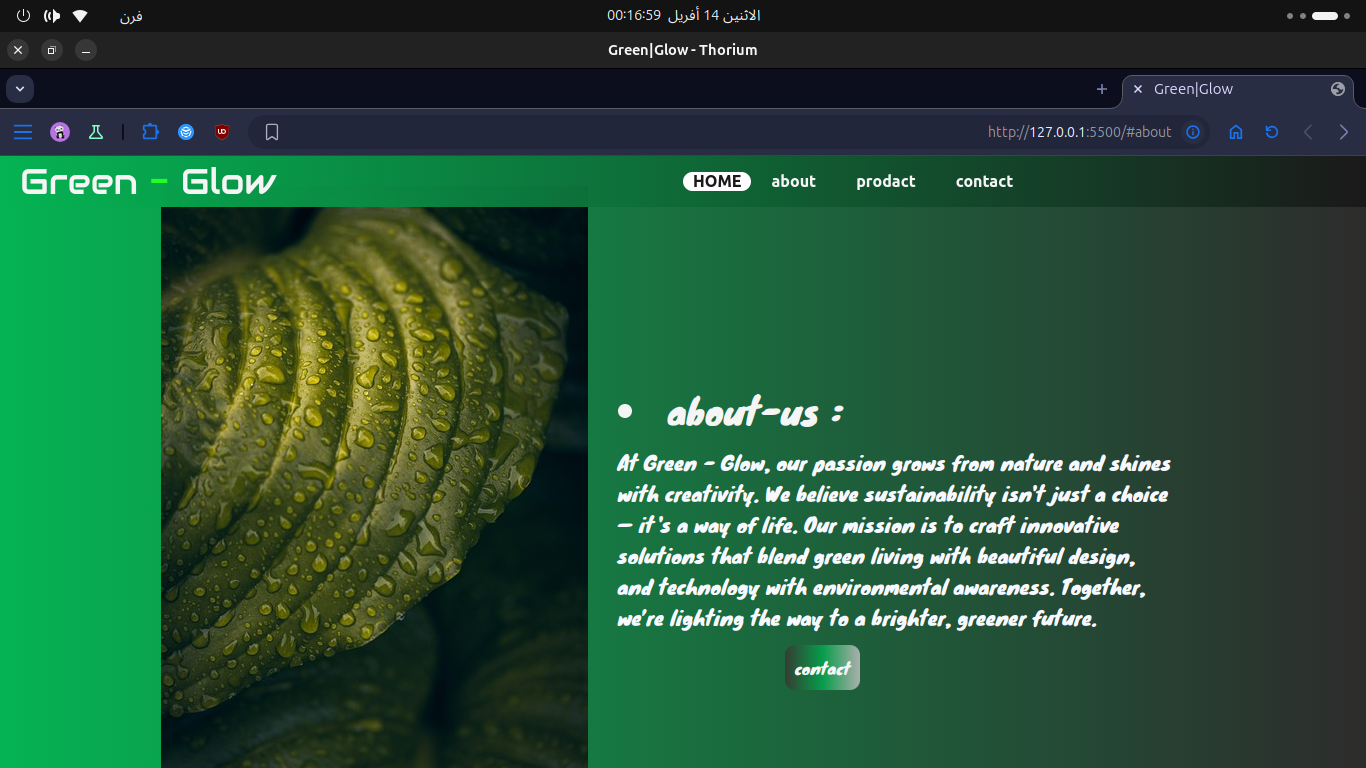 فرن
الاثنين 14 أفريل 00:16:59
Green|Glow - Thorium
Green|Glow
http://127.0.0.1:5500/#about
Green - Glow
HOME about prodact contact
about-us :
At Green - Glow, our passion grows from nature and shines
with creativity. We believe sustainability isn't just a choice
— it's a way of life. Our mission is to craft innovative
solutions that blend green living with beautiful design,
and technology with environmental awareness. Together,
we're lighting the way to a brighter, greener future.
contact